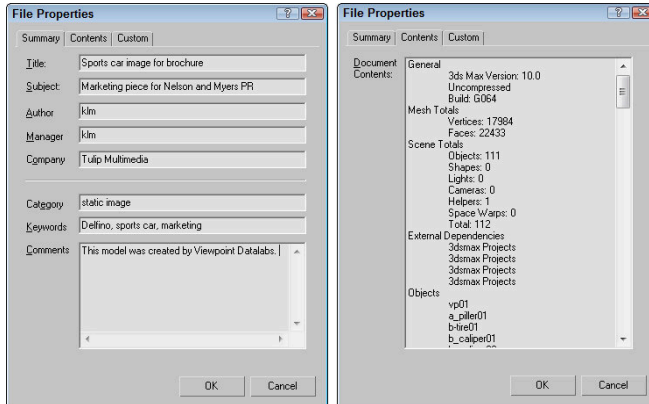 File Properties
Summary Contents Custom
Title: Sports car image for brochure
Subject: Marketing piece for Nelson and Myers PR
Author klm
Manager klm
Company Tulip Multimedia
Category static image
Keywords Delfino, sports car, marketing
Comments This model was created by Viewpoint Datalabs.
OK Cancel
File Properties
Summary Contents Custom
Document Contents:
General
3ds Max Version: 10.0
Uncompressed
Build: G064
Mesh Totals
Vertices: 17984
Faces: 22433
Scene Totals
Objects: 111
Shapes: 0
Lights: 0
Cameras: 0
Helpers: 1
Space Warps: 0
Total: 112
External Dependencies
3dsmax Projects
3dsmax Projects
3dsmax Projects
3dsmax Projects
Objects
vp01
a_piller01
b-tire01
b_caliper01
OK Cancel